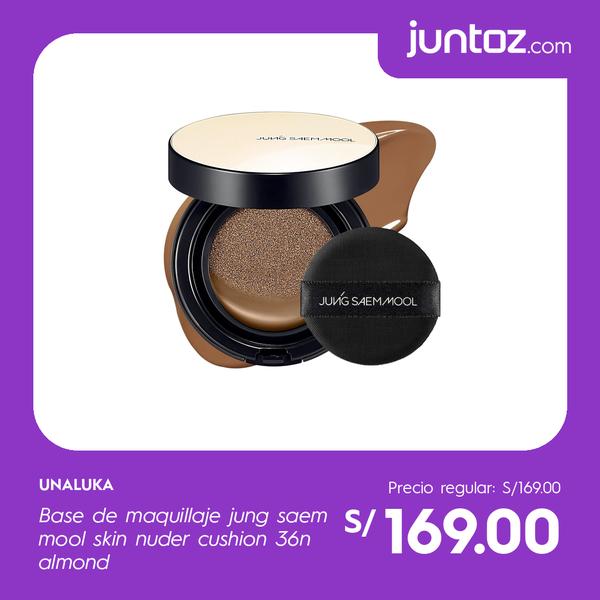 juntoz.com
JUNG SAEMMOOL
JUNG SAEMMOOL
UNALUKA
Base de maquillaje jung saem
mool skin nuder cushion 36n
almond
Precio regular: S/169.00
S/ 169.00